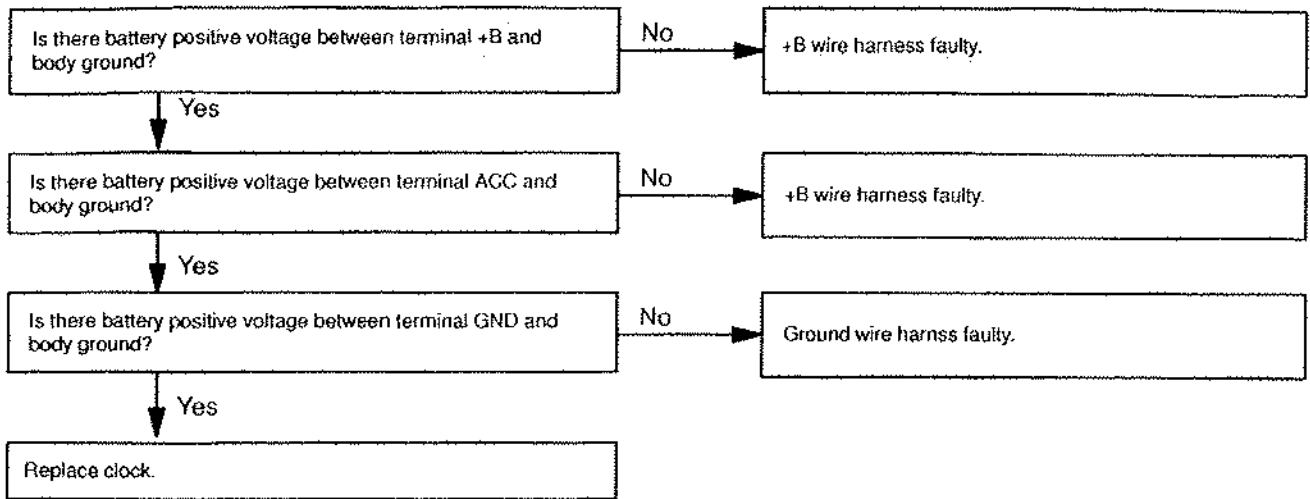 Is there battery positive voltage between terminal +B and
body ground?
No
+B wire harness faulty.
Yes
Is there battery positive voltage between terminal ACC and
body ground?
No
+B wire harness faulty.
Yes
Is there battery positive voltage between terminal GND and
body ground?
No
Ground wire harnss faulty.
Yes
Replace clock.